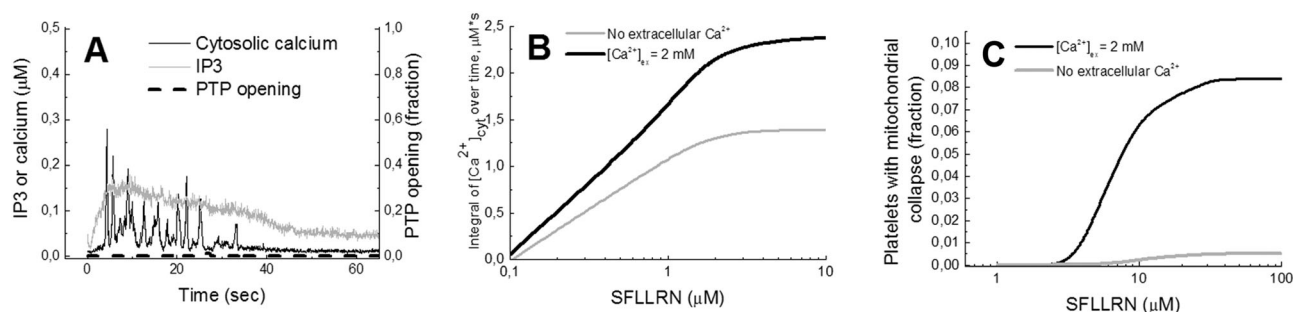 A
Cytosolic calcium
IP3
PTP opening
IP3 or calcium (μM)
0,5
0,4
0,3
0,2
0,1
0,0
1,0
0,8
0,6
0,4
0,2
0,0
PTP opening (fraction)
0 20 40 60
Time (sec)
B
No extracellular Ca²⁺
[Ca²⁺]ₑₓ = 2 mM
Integral of [Ca²⁺]cyt over time, μM*s
2,5
2,0
1,5
1,0
0,5
0,0
0,1 1 10
SFLLRN (μM)
C
[Ca²⁺]ₑₓ = 2 mM
No extracellular Ca²⁺
Platelets with mitochondrial
collapse (fraction)
0,10
0,09
0,08
0,07
0,06
0,05
0,04
0,03
0,02
0,01
0,00
1 10 100
SFLLRN (μM)